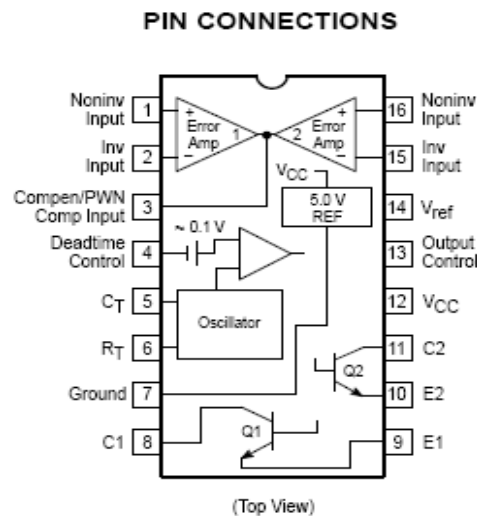 PIN CONNECTIONS
Noninv
Input
1
Inv
Input
2
Compen/PWN
Comp Input
3
Deadtime
Control
4
CT
5
RT
6
Ground
7
C1
8
+
Error
Amp
1
–
+
2
Error
Amp
–
VCC
5.0 V
REF
~ 0.1 V
Oscillator
Q2
Q1
16
Noninv
Input
15
Inv
Input
14
Vref
13
Output
Control
12
VCC
11
C2
10
E2
9
E1
(Top View)